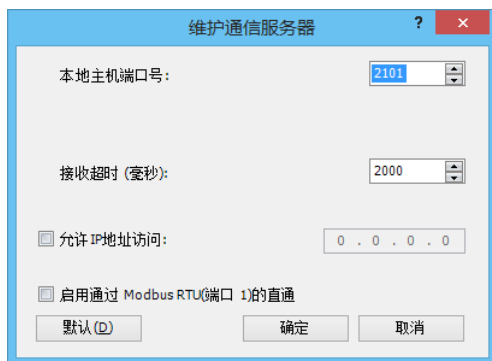 维护通信服务器
?
×
本地主机端口号:
2101
接收超时 (毫秒):
2000
允许 IP地址访问:
0 . 0 . 0 . 0
启用通过 Modbus RTU(端口 1)的直通
默认(D)
确定
取消